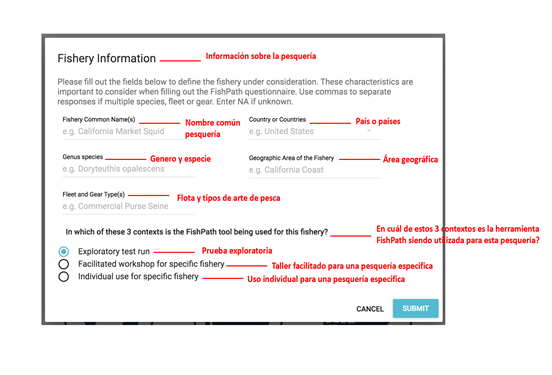 Fishery Information
Información sobre la pesquería
Please fill out the fields below to define the fishery under consideration. These characteristics are
important to consider when filling out the FishPath questionnaire. Use commas to separate
responses if multiple species, fleet or gear. Enter NA if unknown.
Fishery Common Name(s)
e.g. California Market Squid
Nombre común
pesquería
Country or Countries
e.g. United States
País o países
Genus species
e.g. Doryteuthis opalescens
Genero y especie
Geographic Area of the Fishery
e.g. California Coast
Área geográfica
Fleet and Gear Type(s)
e.g. Commercial Purse Seine
Flota y tipos de arte de pesca
In which of these 3 contexts is the FishPath tool being used for this fishery?
En cuál de estos 3 contextos es la herramienta
FishPath siendo utilizada para esta pesqueria?
Exploratory test run
Prueba exploratoria
Facilitated workshop for specific fishery
Taller facilitado para una pesquería especifica
Individual use for specific fishery
Uso individual para una pesquería especifica
CANCEL
SUBMIT